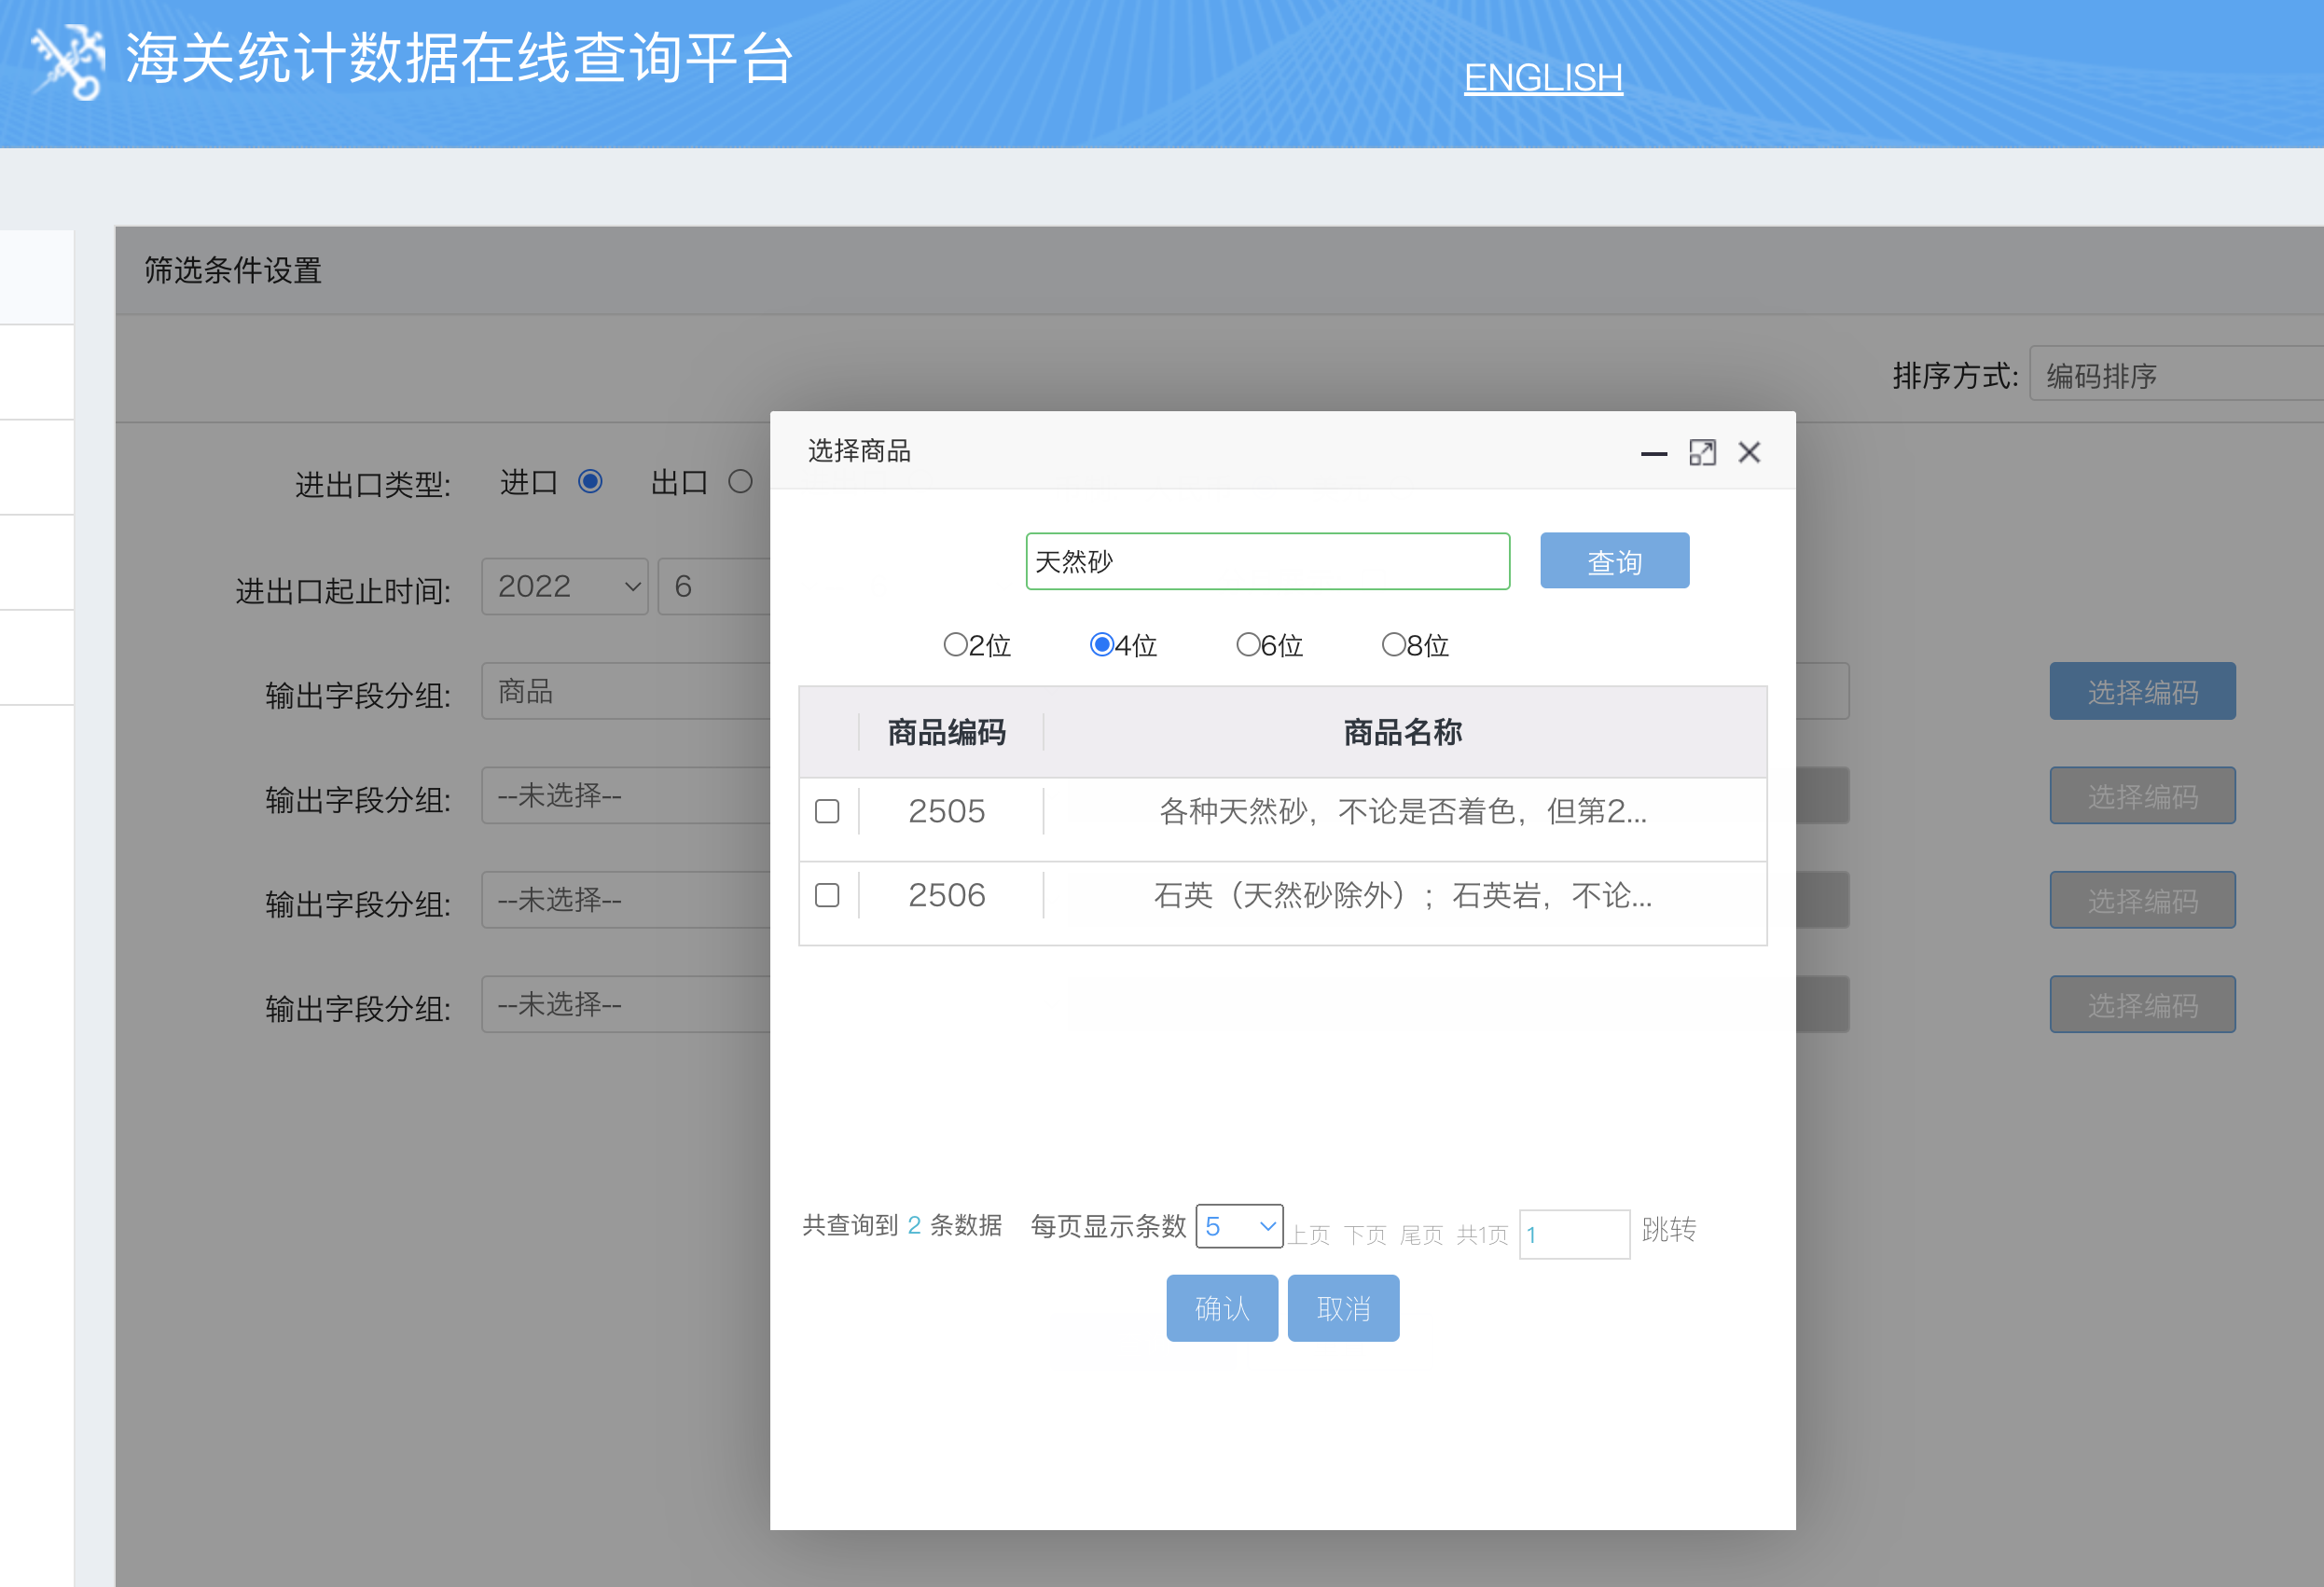 海关统计数据在线查询平台
ENGLISH
筛选条件设置
排序方式: 编码排序
进出口类型: 进口 出口
进出口起止时间: 2022 6
输出字段分组: 商品 选择编码
输出字段分组: --未选择-- 选择编码
输出字段分组: --未选择-- 选择编码
输出字段分组: --未选择-- 选择编码
选择商品
天然砂 查询
2位 4位 6位 8位
商品编码 商品名称
2505 各种天然砂，不论是否着色，但第2...
2506 石英（天然砂除外）；石英岩，不论...
共查询到 2 条数据 每页显示条数 5 上页 下页 尾页 共1页 1 跳转
确认 取消